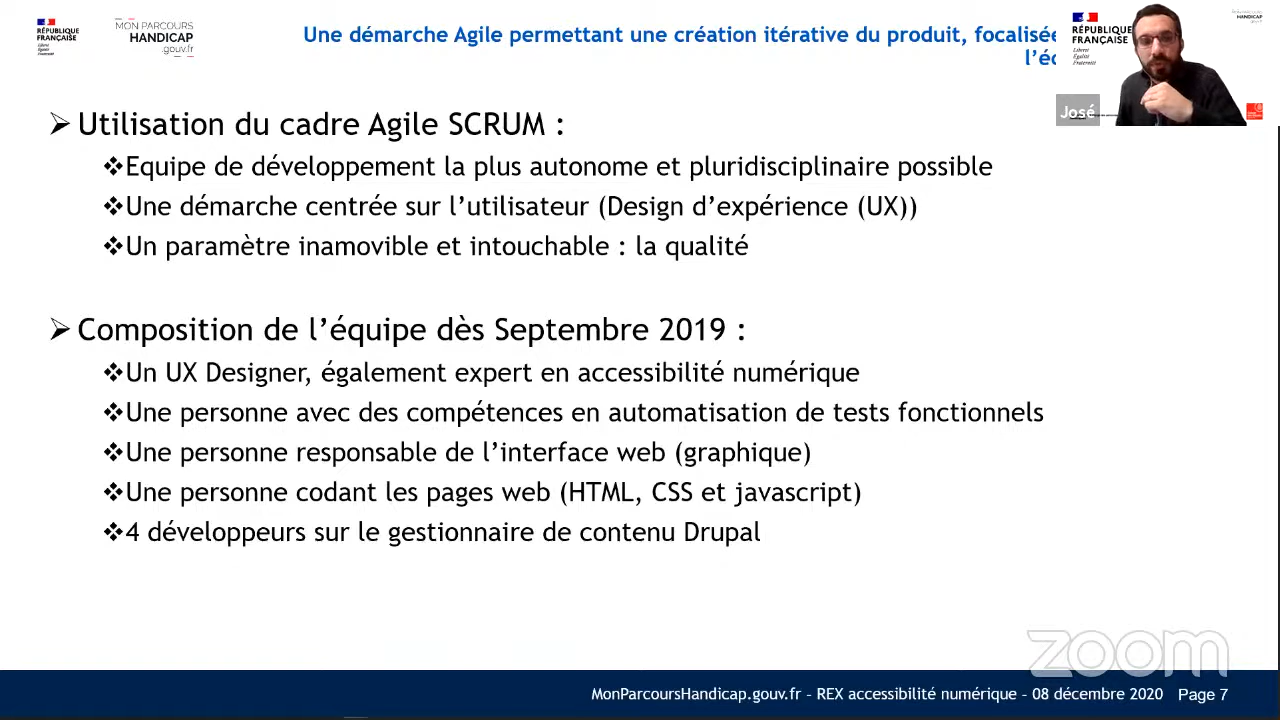 RÉPUBLIQUE
FRANÇAISE
Liberté
Égalité
Fraternité
MON PARCOURS
HANDICAP
.gouv.fr
Une démarche Agile permettant une création itérative du produit, focalisée
RÉPUBLIQUE
FRANÇAISE
Liberté
Égalité
Fraternité
HANDICAP
José
Utilisation du cadre Agile SCRUM :
Equipe de développement la plus autonome et pluridisciplinaire possible
Une démarche centrée sur l’utilisateur (Design d’expérience (UX))
Un paramètre inamovible et intouchable : la qualité
Composition de l’équipe dès Septembre 2019 :
Un UX Designer, également expert en accessibilité numérique
Une personne avec des compétences en automatisation de tests fonctionnels
Une personne responsable de l’interface web (graphique)
Une personne codant les pages web (HTML, CSS et javascript)
4 développeurs sur le gestionnaire de contenu Drupal
zoom
MonParcoursHandicap.gouv.fr – REX accessibilité numérique – 08 décembre 2020 Page 7